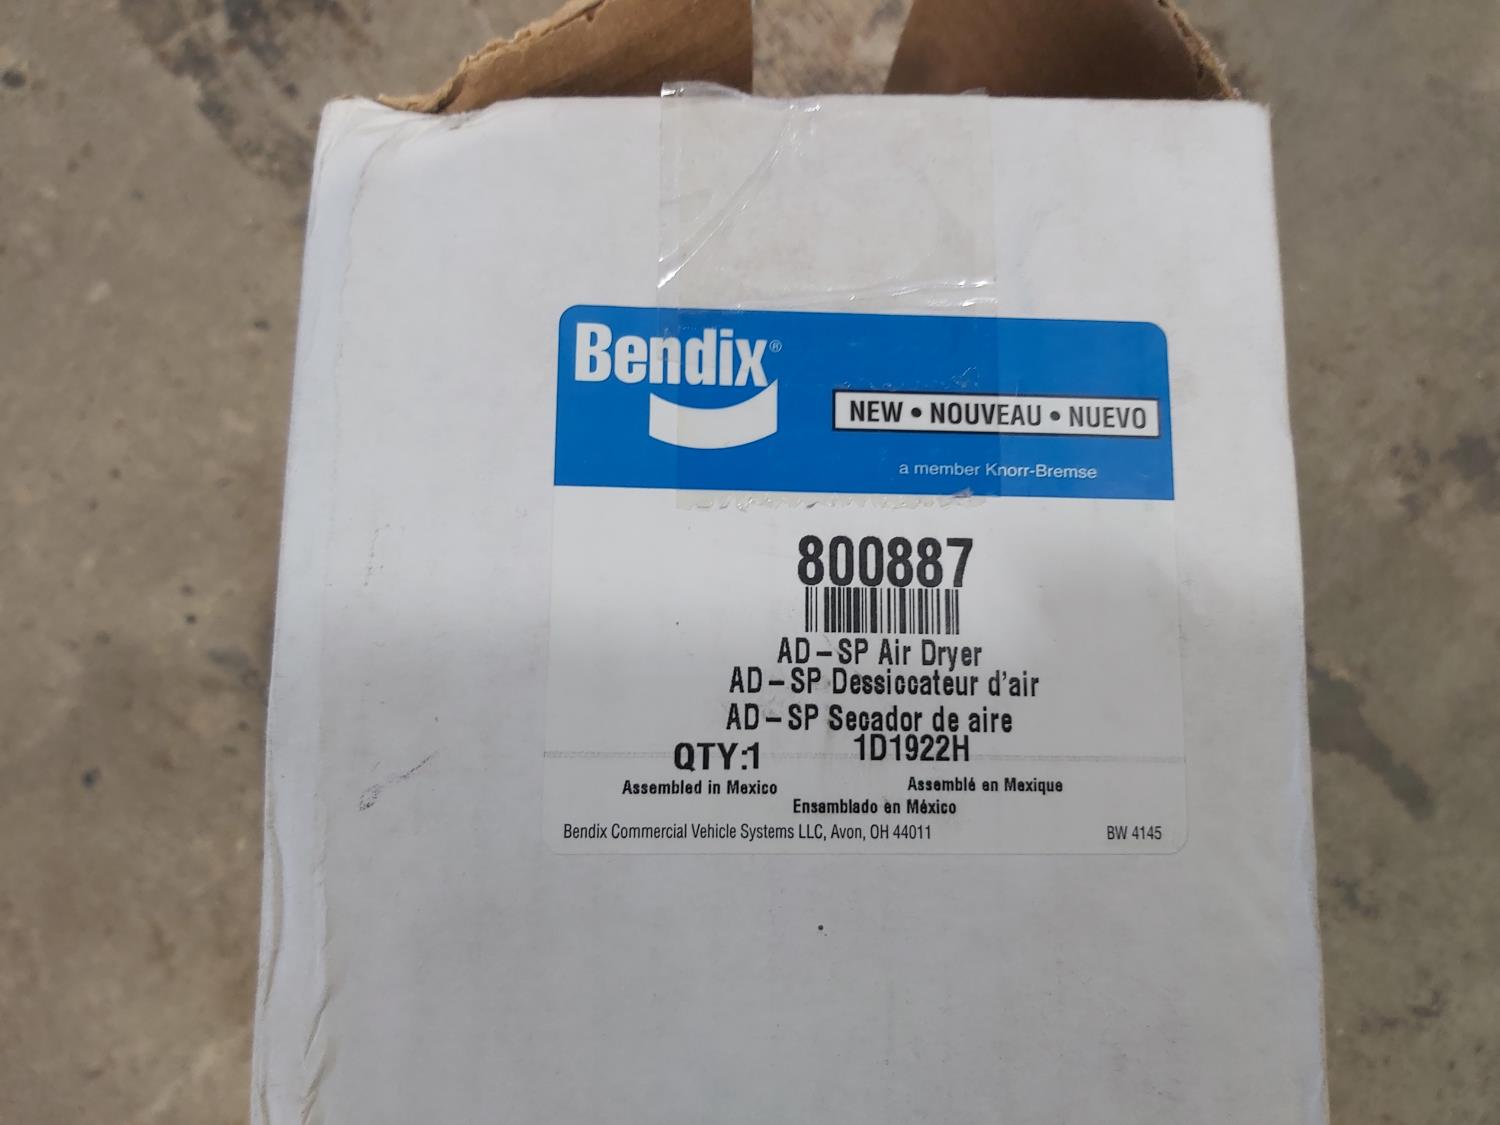 Bendix®
NEW • NOUVEAU • NUEVO
a member Knorr-Bremse
800887
AD-SP Air Dryer
AD-SP Dessiccateur d'air
AD-SP Secador de aire
QTY:1 1D1922H
Assembled in Mexico Assemblé en Mexique
Ensamblado en México
Bendix Commercial Vehicle Systems LLC, Avon, OH 44011 BW 4145